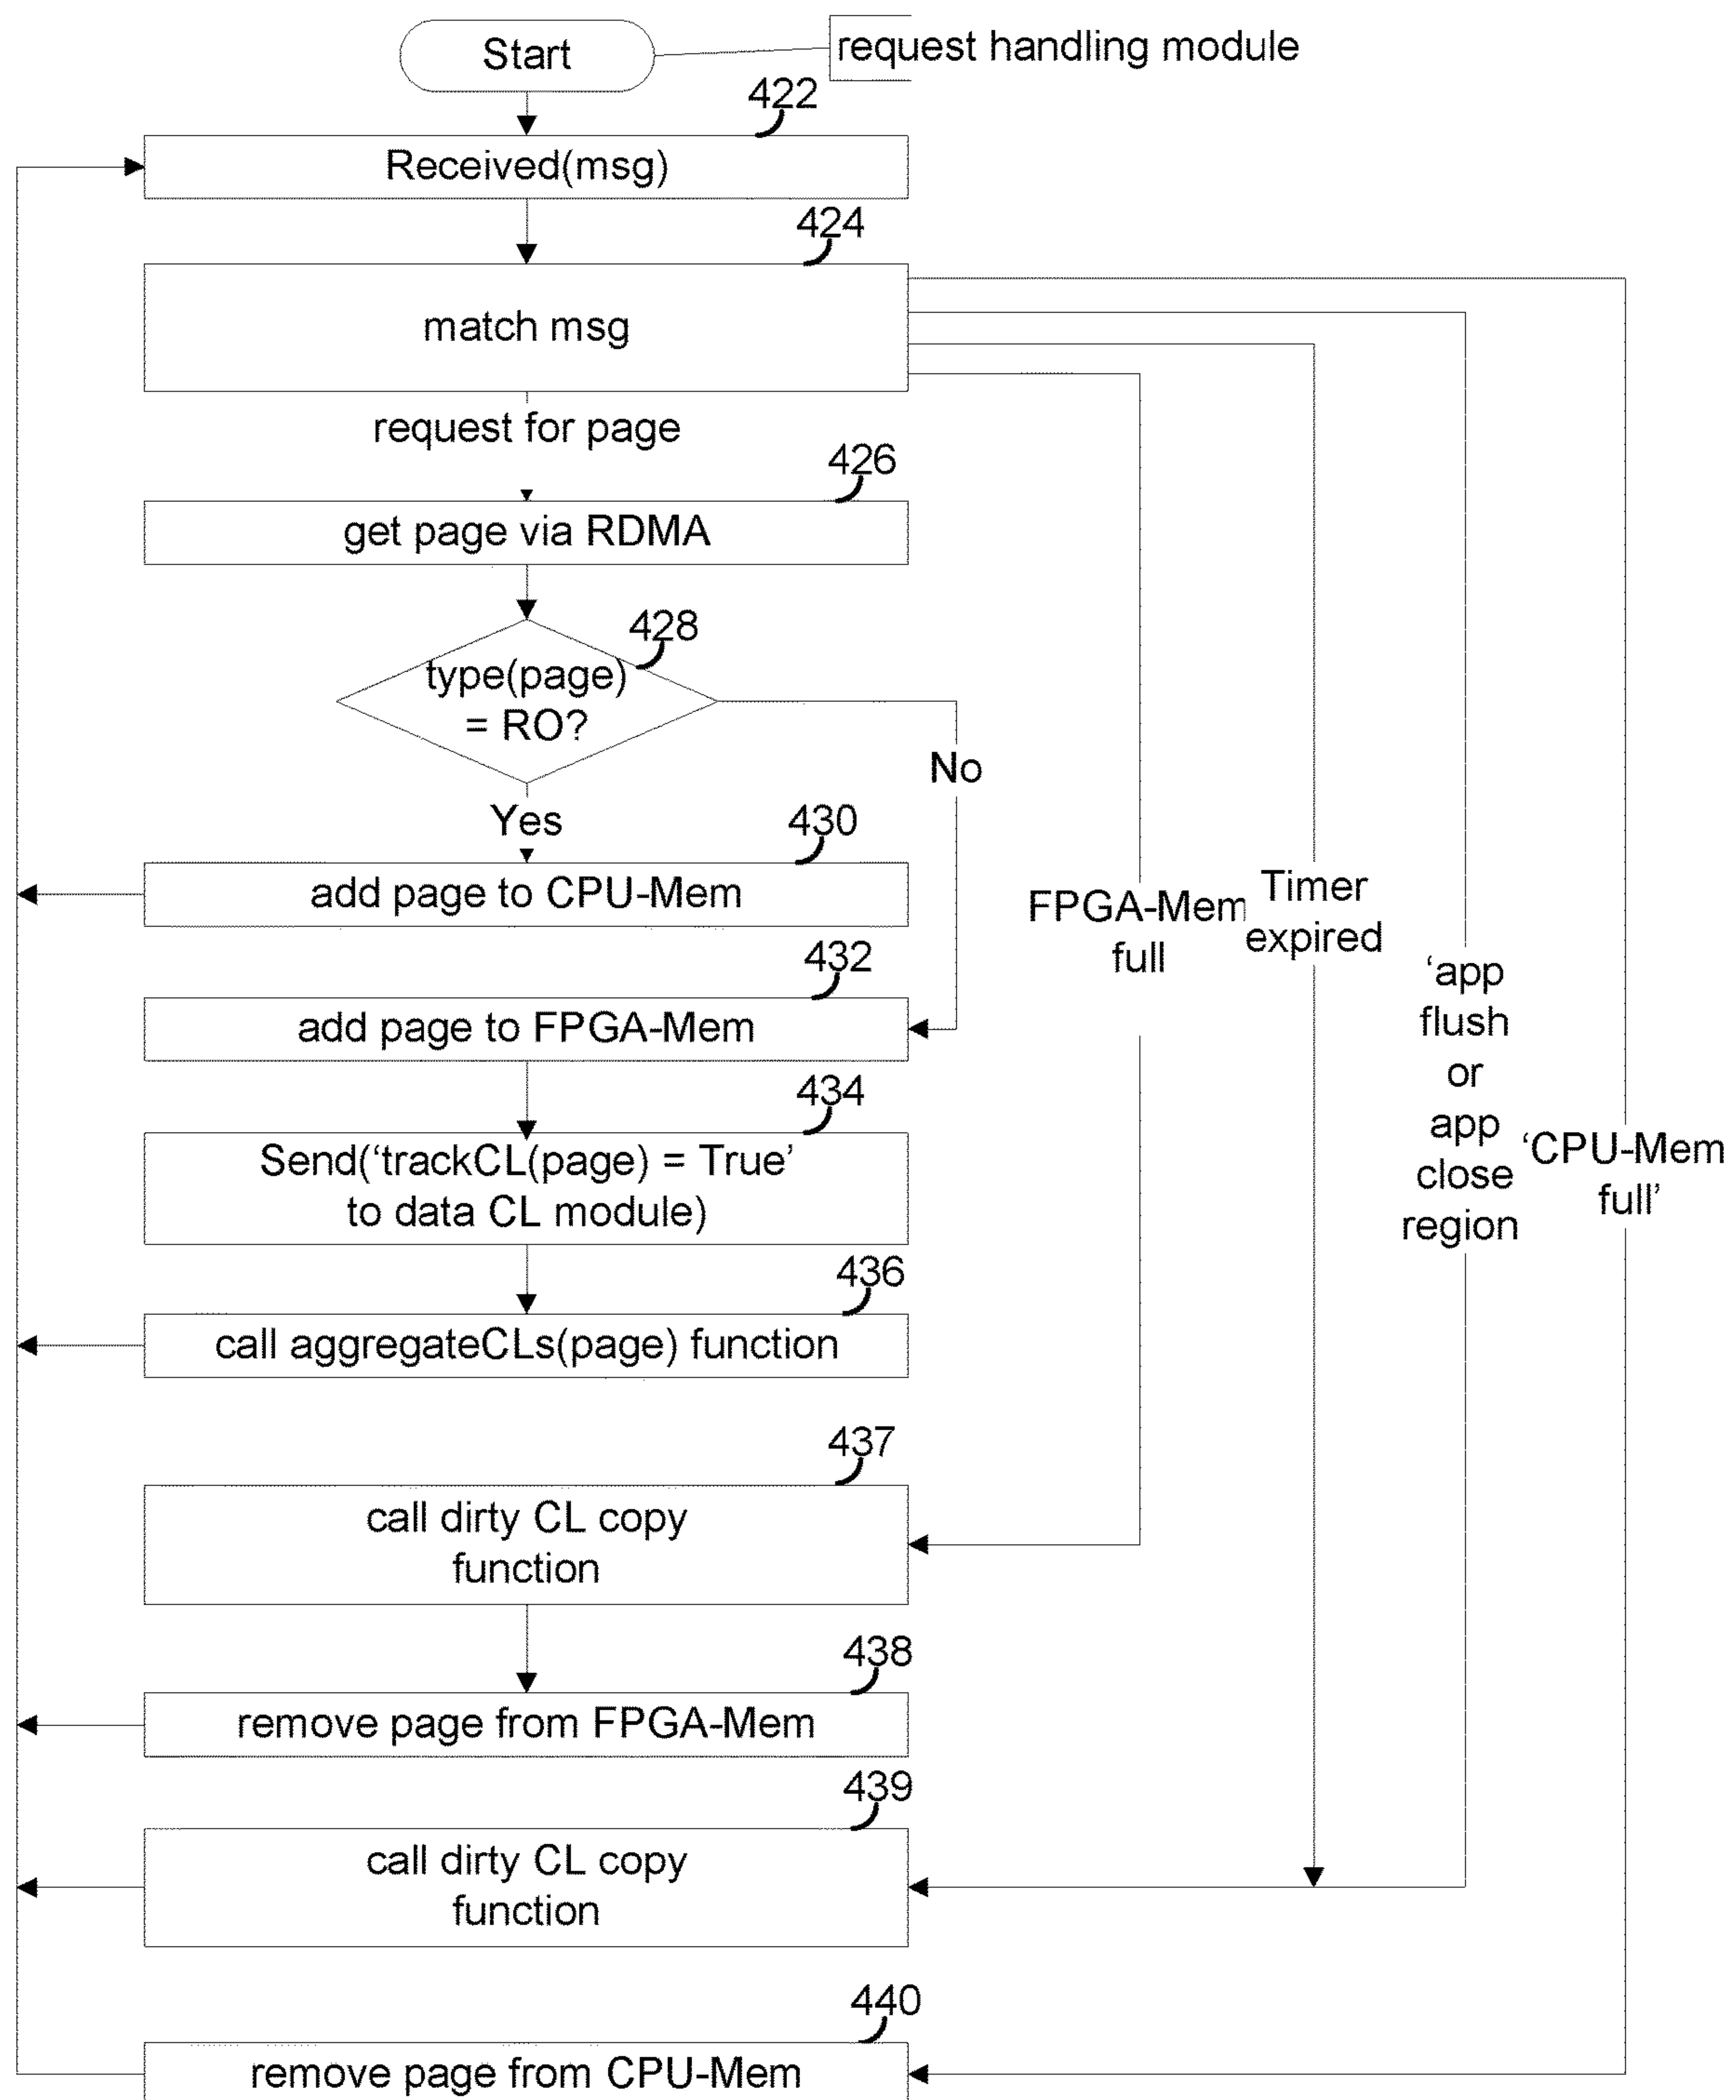 Start
request handling module
422
Received(msg)
424
match msg
request for page
426
get page via RDMA
428
type(page)
= RO?
No
Yes
430
add page to CPU-Mem
FPGA-Mem
full
Timer
expired
432
add page to FPGA-Mem
‘app
flush
or
app
close
region
‘CPU-Mem
full’
434
Send(‘trackCL(page) = True’
to data CL module)
436
call aggregateCLs(page) function
437
call dirty CL copy
function
438
remove page from FPGA-Mem
439
call dirty CL copy
function
440
remove page from CPU-Mem